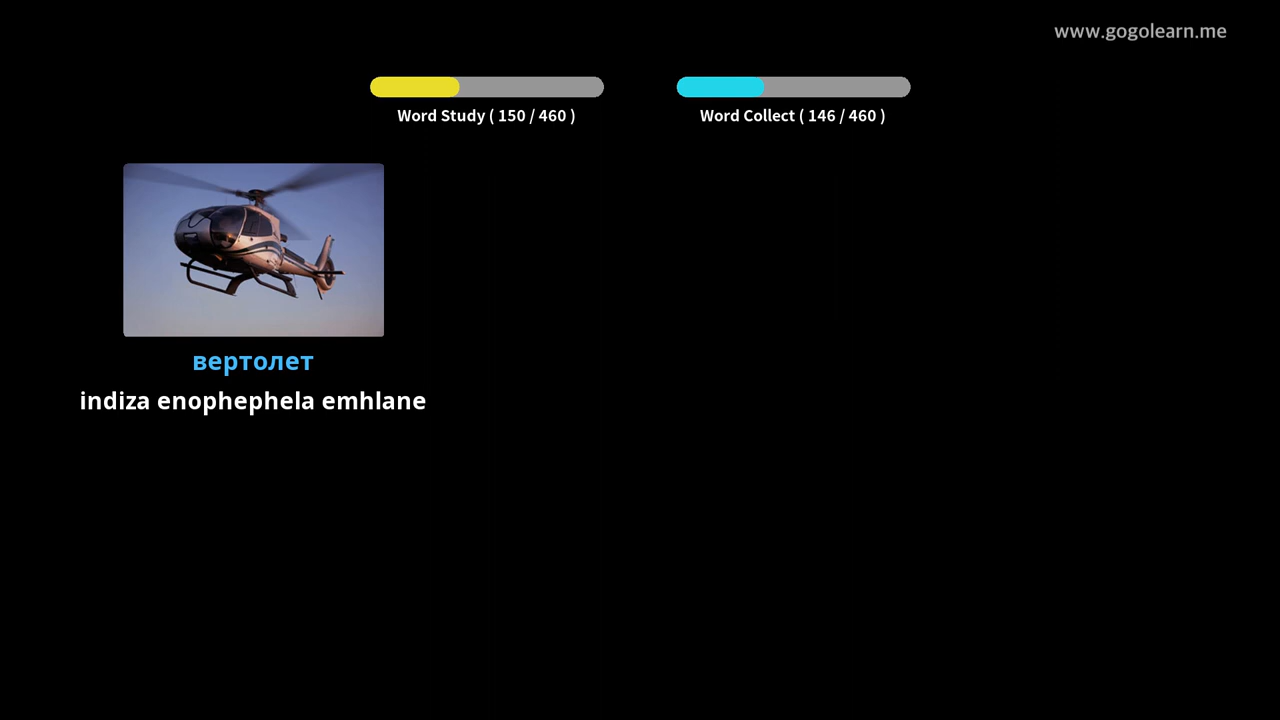 www.gogolearn.me
Word Study ( 150 / 460 )
Word Collect ( 146 / 460 )
вертолет
indiza enophephela emhlane